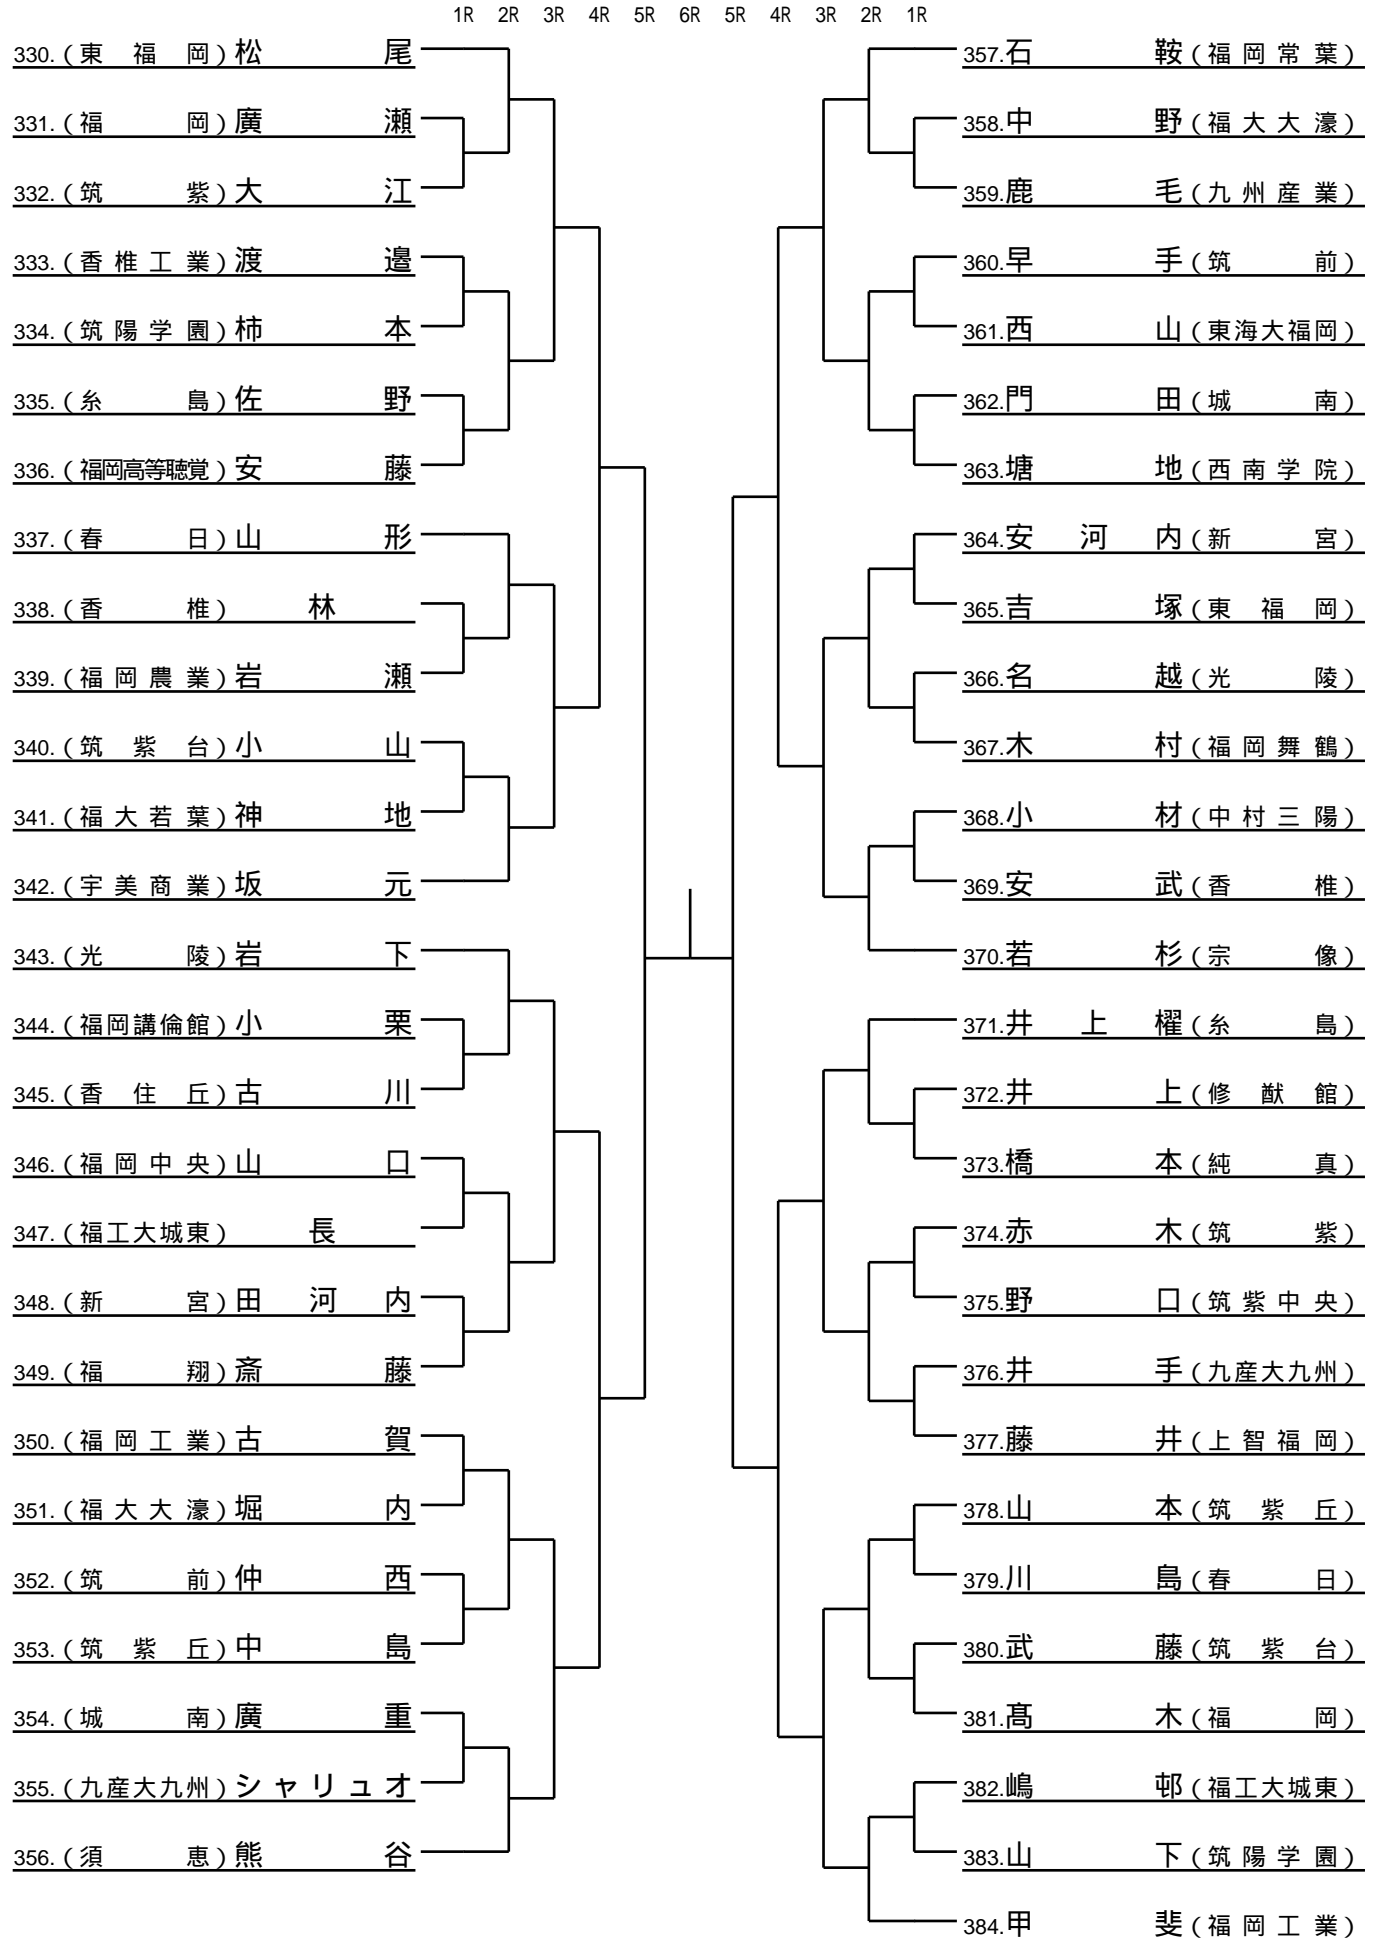 1R 2R 3R 4R 5R 6R 5R 4R 3R 2R 1R
330.(東福岡)松尾
331.(福岡)廣瀬
332.(筑紫)大江
333.(香椎工業)渡邉
334.(筑陽学園)柿本
335.(糸島)佐野
336.(福岡高等聴覚)安藤
337.(春日)山形
338.(香椎)林
339.(福岡農業)岩瀬
340.(筑紫台)小山
341.(福大若葉)神地
342.(宇美商業)坂元
343.(光陵)岩下
344.(福岡講倫館)小栗
345.(香住丘)古川
346.(福岡中央)山口
347.(福工大城東)長
348.(新宮)田河内
349.(福翔)斎藤
350.(福岡工業)古賀
351.(福大大濠)堀内
352.(筑前)仲西
353.(筑紫丘)中島
354.(城南)廣重
355.(九産大九州)シャリュオ
356.(須恵)熊谷
357.石鞍(福岡常葉)
358.中野(福大大濠)
359.鹿毛(九州産業)
360.早手(筑前)
361.西山(東海大福岡)
362.門田(城南)
363.塘地(西南学院)
364.安河内(新宮)
365.吉塚(東福岡)
366.名越(光陵)
367.木村(福岡舞鶴)
368.小材(中村三陽)
369.安武(香椎)
370.若杉(宗像)
371.井上櫂(糸島)
372.井上(修猷館)
373.橋本(純真)
374.赤木(筑紫)
375.野口(筑紫中央)
376.井手(九産大九州)
377.藤井(上智福岡)
378.山本(筑紫丘)
379.川島(春日)
380.武藤(筑紫台)
381.髙木(福岡)
382.嶋邨(福工大城東)
383.山下(筑陽学園)
384.甲斐(福岡工業)